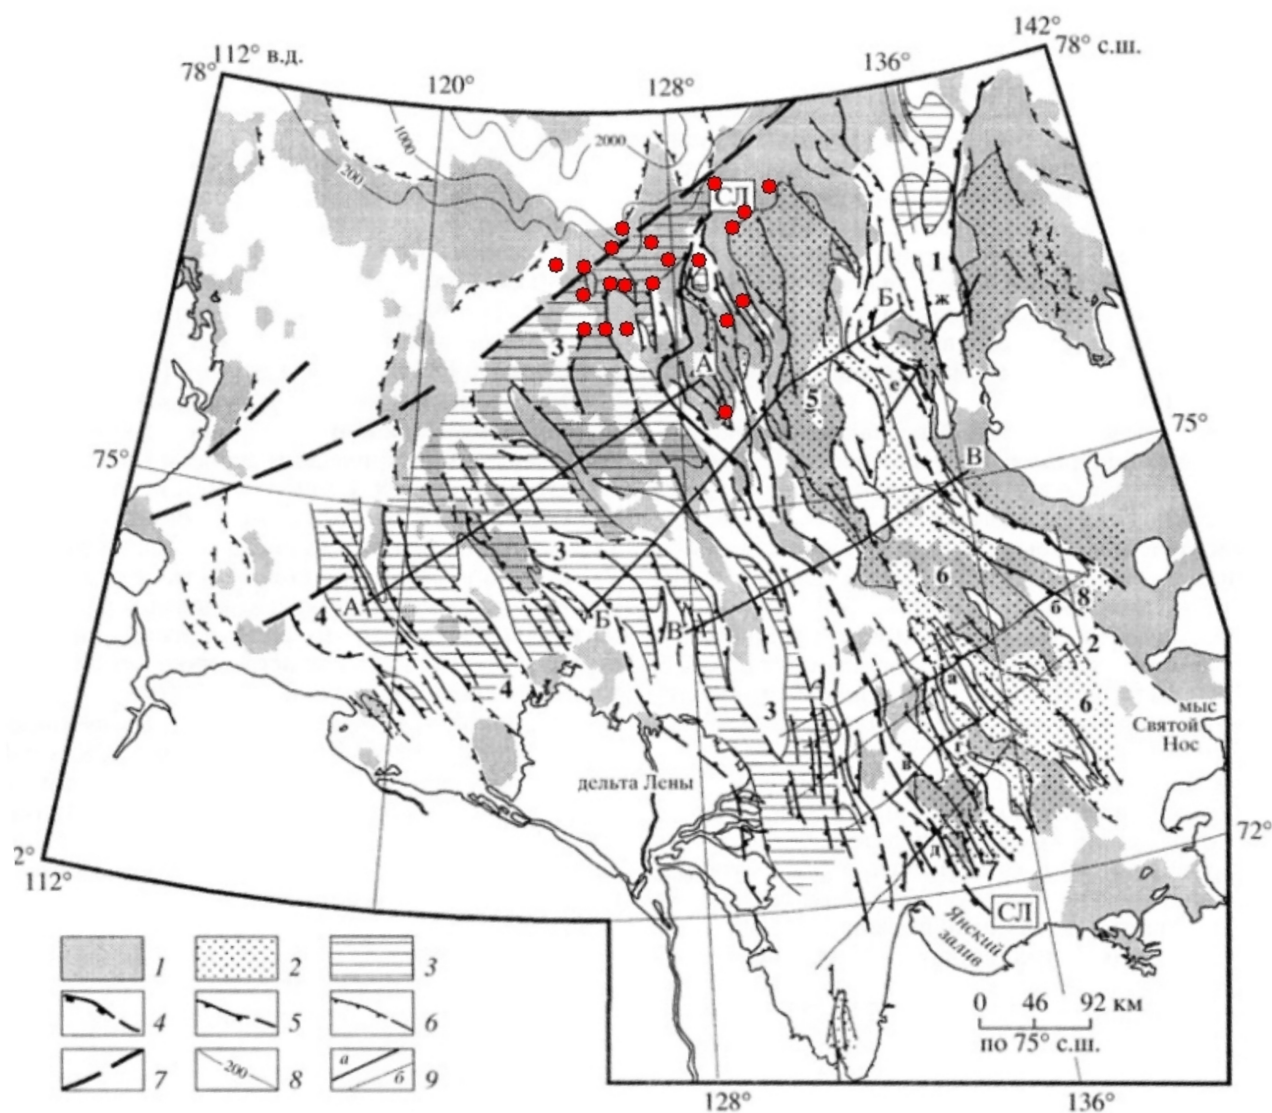 142°
136°
78° с.ш.
112° в.д.
78°
120°
128°
1000
2000
200
СЛ
1
Б
ж
3
А
е
5
75°
75°
В
3
6
8
б
А
4
Б
В
2
а
4
3
6
мыс
Святой
Нос
г
в
дельта Лены
72°
д
7
2°
112°
СЛ
Янский
залив
1
2
3
0 46 92 км
по 75° с.ш.
4
5
6
7
200
8
а
б
9
128°
136°